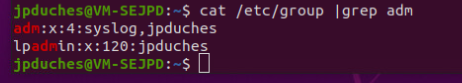 jpduches@VM-SEJPD:~$ cat /etc/group |grep adm
adm:x:4:syslog,jpduches
lpadmin:x:120:jpduches
jpduches@VM-SEJPD:~$